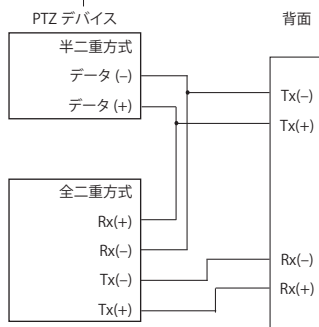 PTZ デバイス
背面
半二重方式
データ (–)
データ (+)
Tx(–)
Tx(+)
全二重方式
Rx(+)
Rx(–)
Tx(–)
Tx(+)
Rx(–)
Rx(+)